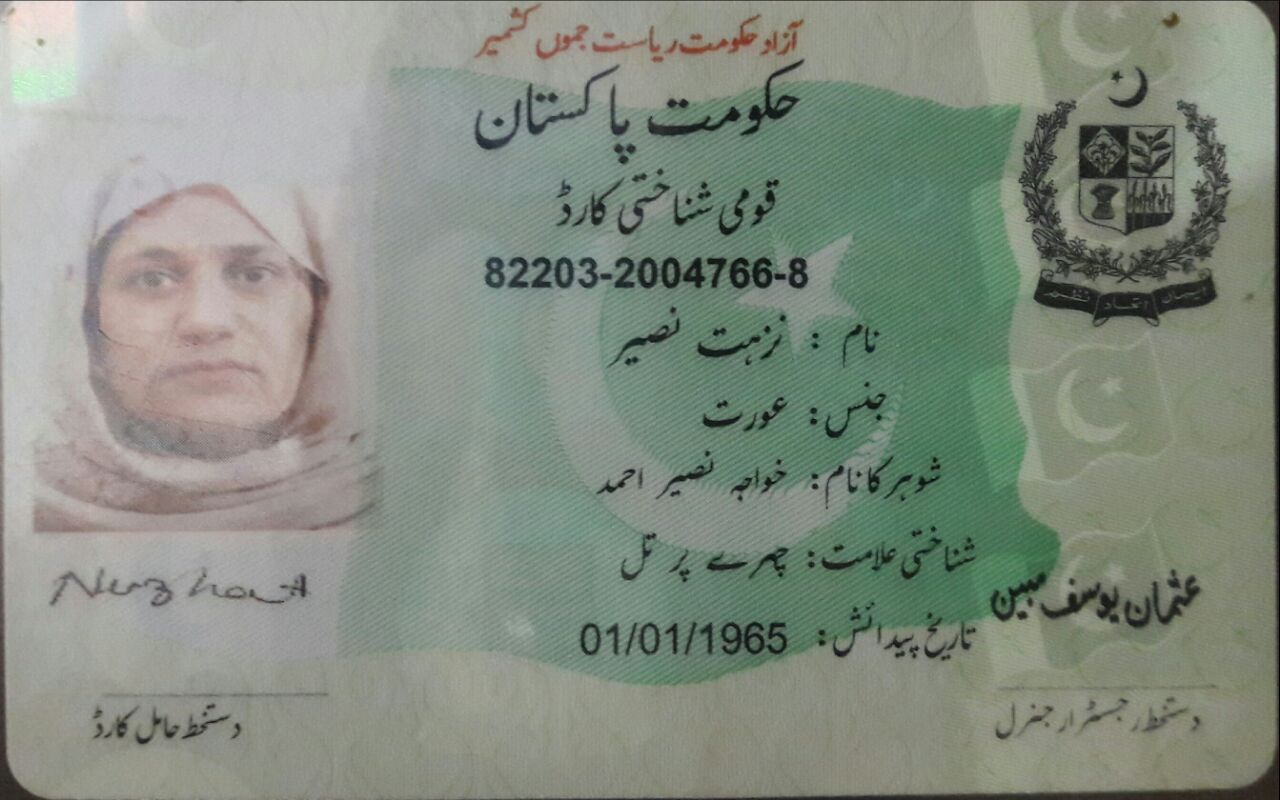 آزاد حکومت ریاست جموں کشمیر
حکومت پاکستان
قومی شناختی کارڈ
82203-2004766-8
نام : نزہت نصیر
جنس: عورت
شوہر کا نام: خواجہ نصیر احمد
شناختی علامت: چہرے پر تل
تاریخ پیدائش: 01/01/1965
ایمان اتحاد نظم
عثمان یوسف مبین
دستخط رجسٹرار جنرل
Nuzhat
دستخط حامل کارڈ